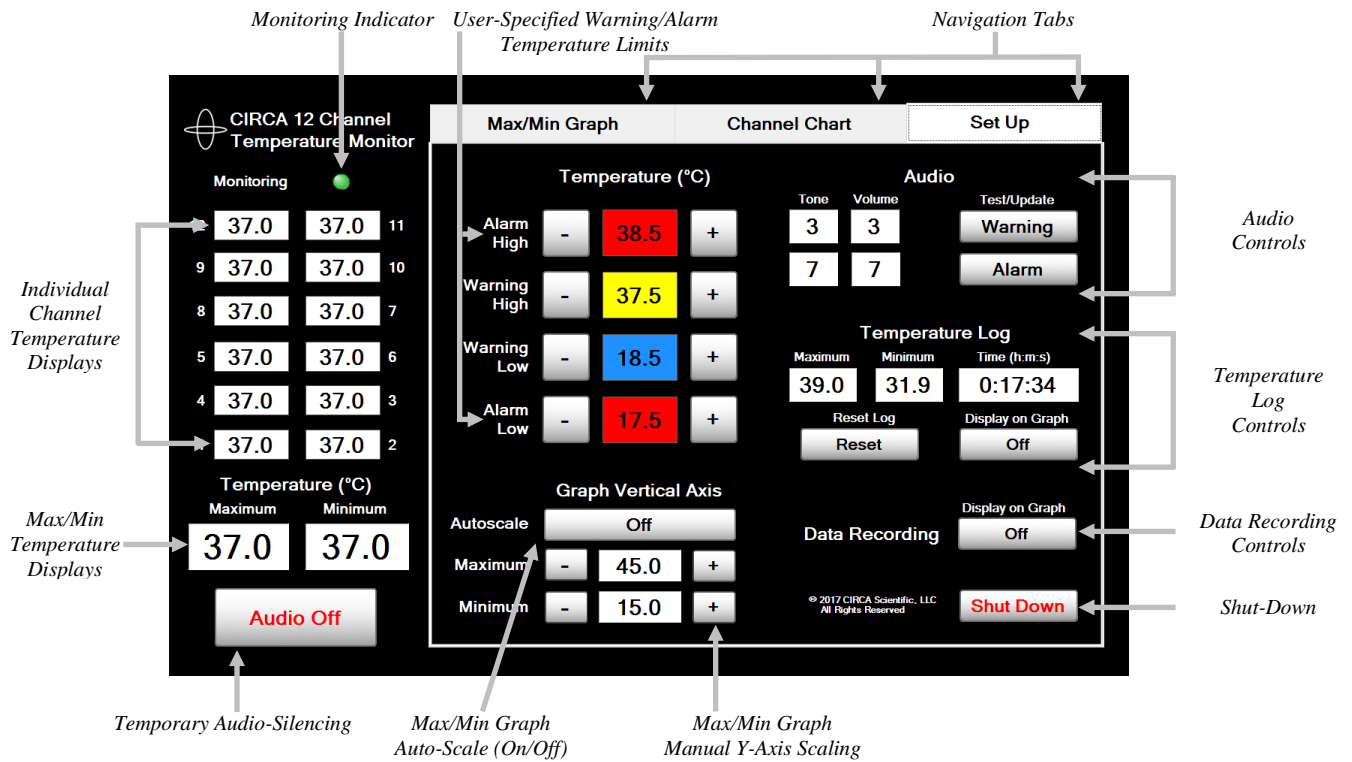 Monitoring Indicator
User-Specified Warning/Alarm
Temperature Limits
Navigation Tabs
CIRCA 12 Channel
Temperature Monitor
Monitoring
12 37.0 37.0 11
9 37.0 37.0 10
8 37.0 37.0 7
5 37.0 37.0 6
4 37.0 37.0 3
37.0 37.0 2
Temperature (°C)
Maximum Minimum
37.0 37.0
Audio Off
Max/Min Graph
Channel Chart
Set Up
Temperature (°C)
Alarm
High
- 38.5 +
Warning
High
- 37.5 +
Warning
Low
- 18.5 +
Alarm
Low
- 17.5 +
Graph Vertical Axis
Autoscale Off
Maximum - 45.0 +
Minimum - 15.0 +
Audio
Tone Volume Test/Update
3 3 Warning
7 7 Alarm
Temperature Log
Maximum Minimum Time (h:m:s)
39.0 31.9 0:17:34
Reset Log Display on Graph
Reset Off
Display on Graph
Data Recording Off
© 2017 CIRCA Scientific, LLC
All Rights Reserved
Shut Down
Individual
Channel
Temperature
Displays
Max/Min
Temperature
Displays
Audio
Controls
Temperature
Log
Controls
Data Recording
Controls
Shut-Down
Temporary Audio-Silencing
Max/Min Graph
Auto-Scale (On/Off)
Max/Min Graph
Manual Y-Axis Scaling